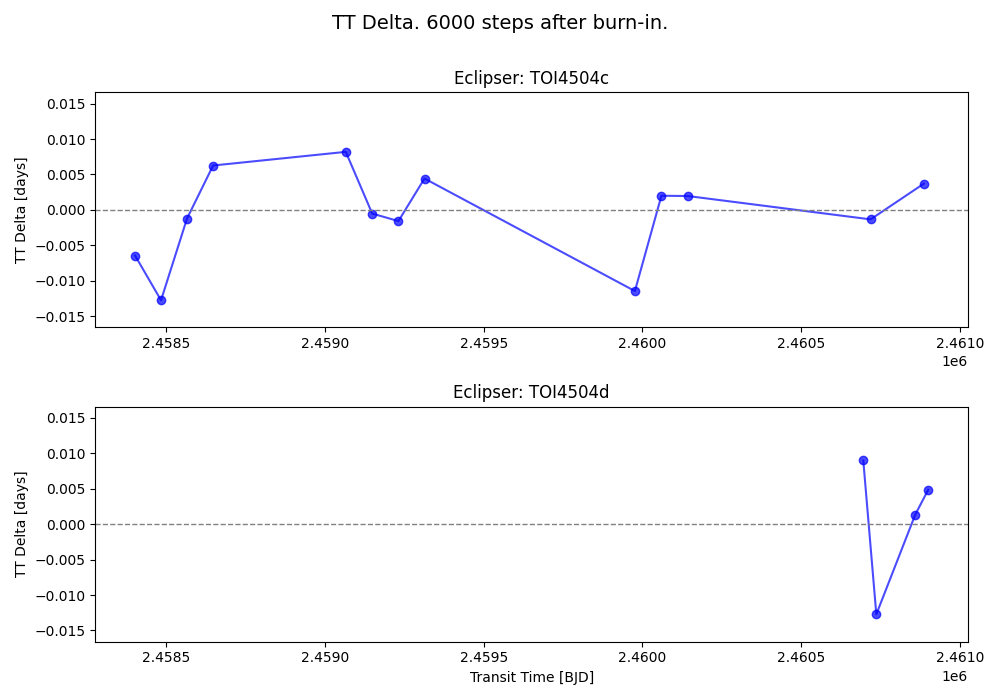 TT Delta. 6000 steps after burn-in.
Eclipser: TOI4504c
TT Delta [days]
0.015
0.010
0.005
0.000
−0.005
−0.010
−0.015
2.4585 2.4590 2.4595 2.4600 2.4605 2.4610
1e6
Eclipser: TOI4504d
TT Delta [days]
0.015
0.010
0.005
0.000
−0.005
−0.010
−0.015
2.4585 2.4590 2.4595 2.4600 2.4605 2.4610
1e6
Transit Time [BJD]